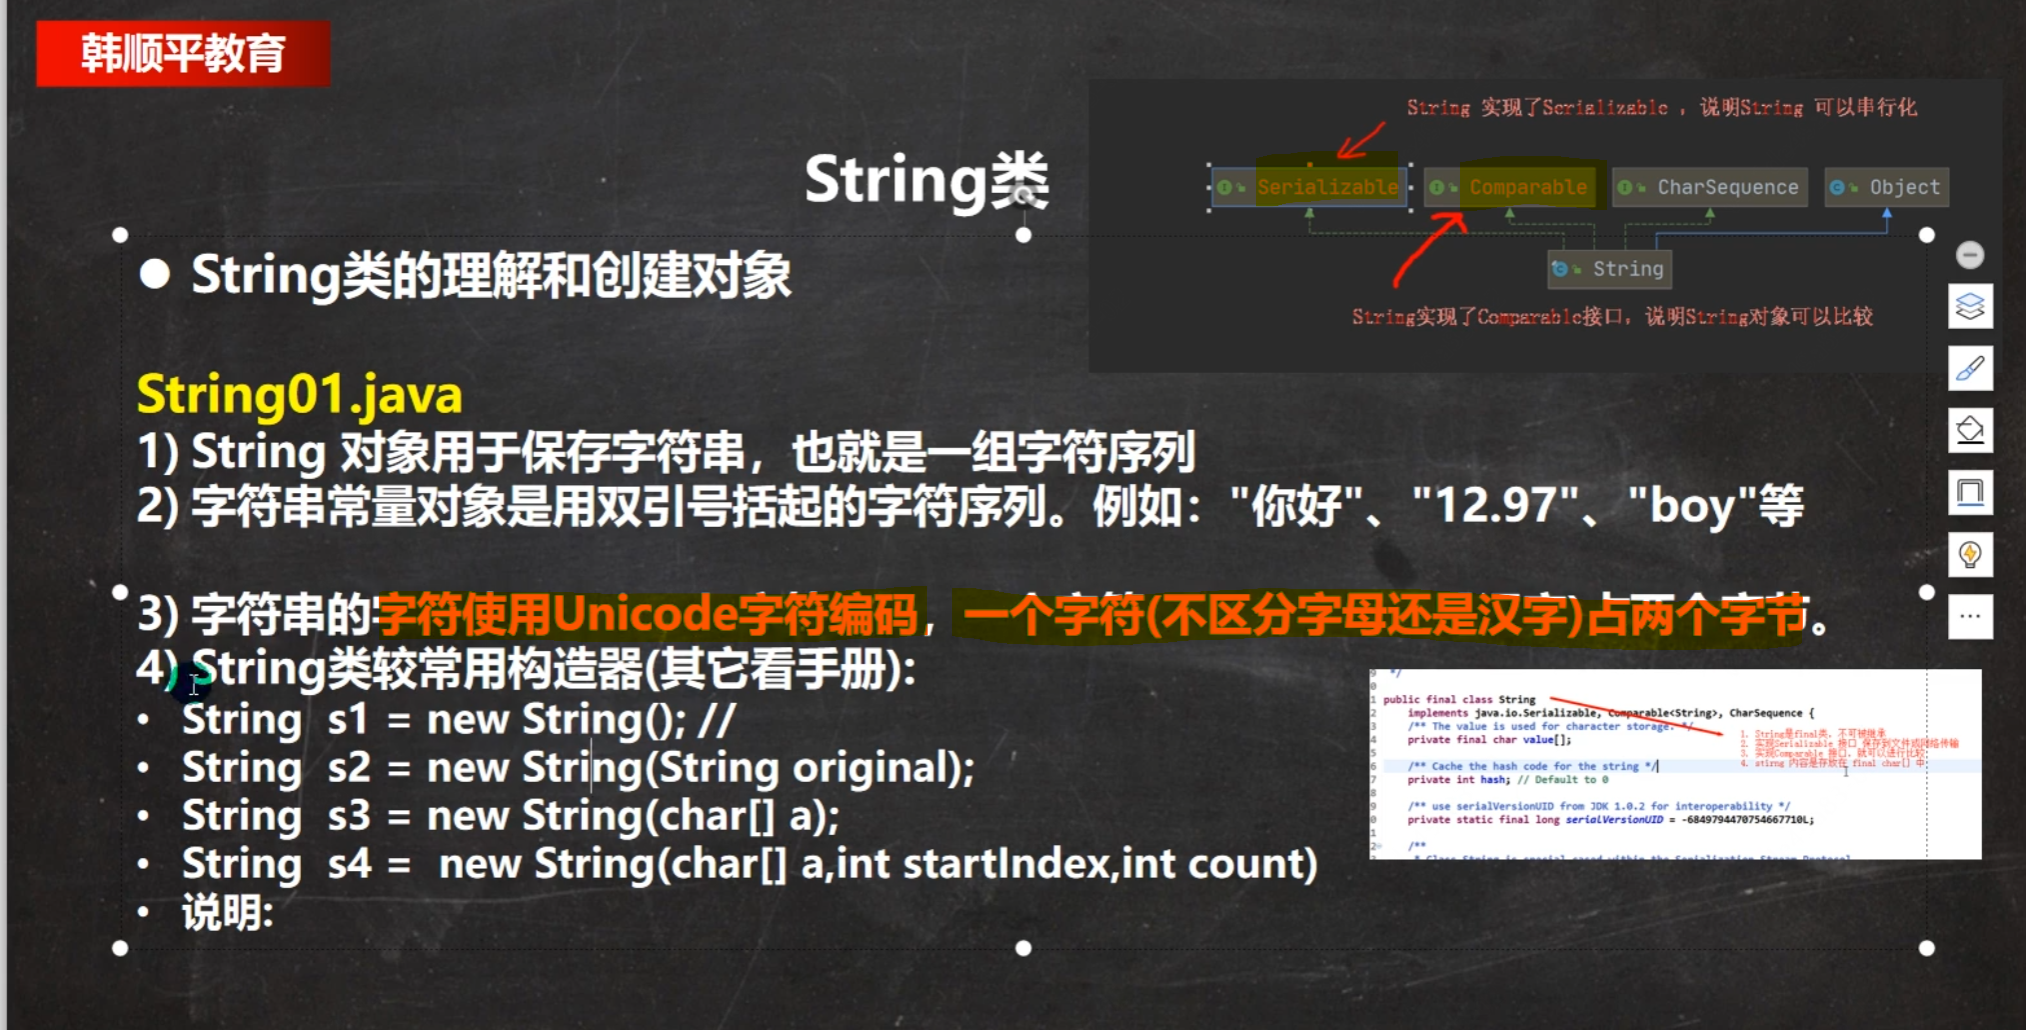 韩顺平教育
String 实现了Serializable ，说明String 可以串行化
String类
Serializable
Comparable
CharSequence
Object
String
String实现了Comparable接口，说明String对象可以比较
● String类的理解和创建对象
String01.java
1) String 对象用于保存字符串，也就是一组字符序列
2) 字符串常量对象是用双引号括起的字符序列。例如："你好"、"12.97"、"boy"等
3) 字符串的字符使用Unicode字符编码，一个字符(不区分字母还是汉字)占两个字节。
4) String类较常用构造器(其它看手册):
• String s1 = new String(); //
• String s2 = new String(String original);
• String s3 = new String(char[] a);
• String s4 = new String(char[] a,int startIndex,int count)
• 说明:
*/
public final class String
implements java.io.Serializable, Comparable<String>, CharSequence {
/** The value is used for character storage. */
private final char value[];
/** Cache the hash code for the string */
private int hash; // Default to 0
/** use serialVersionUID from JDK 1.0.2 for interoperability */
private static final long serialVersionUID = -6849794470754667710L;
/**
* Class String is special cased within the Serialization Stream Protocol
1. String是final类，不可被继承
2. 实现Serializable 接口 保存到文件或网络传输
3. 实现Comparable 接口，就可以进行比较
4. stirng 内容是存放在 final char[] 中